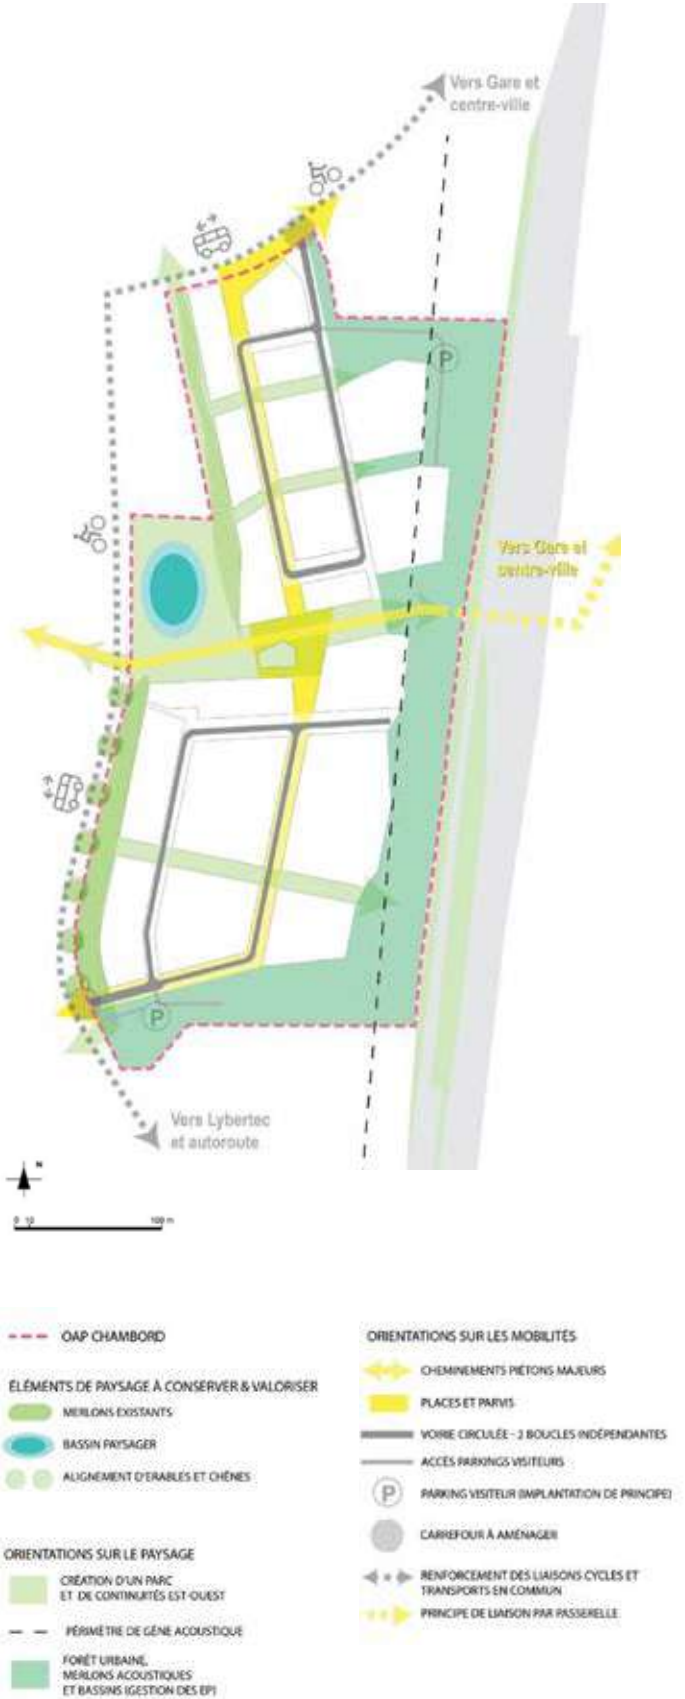 Vers Gare et
centre-ville
P
Vers Gare et
centre-ville
P
Vers Lybertec
et autoroute
N
0 10 100 m
OAP CHAMBORD
ÉLÉMENTS DE PAYSAGE À CONSERVER & VALORISER
MERLONS EXISTANTS
BASSIN PAYSAGER
ALIGNEMENT D'ERABLES ET CHÊNES
ORIENTATIONS SUR LE PAYSAGE
CRÉATION D'UN PARC
ET DE CONTINUITÉS EST-OUEST
PÉRIMÈTRE DE GÊNE ACOUSTIQUE
FORÊT URBAINE,
MERLONS ACOUSTIQUES
ET BASSINS (GESTION DES EP)
ORIENTATIONS SUR LES MOBILITÉS
CHEMINEMENTS PIÉTONS MAJEURS
PLACES ET PARVIS
VOIRIE CIRCULÉE - 2 BOUCLES INDÉPENDANTES
ACCÈS PARKINGS VISITEURS
P PARKING VISITEUR (IMPLANTATION DE PRINCIPE)
CARREFOUR À AMÉNAGER
RENFORCEMENT DES LIAISONS CYCLES ET
TRANSPORTS EN COMMUN
PRINCIPE DE LIAISON PAR PASSERELLE